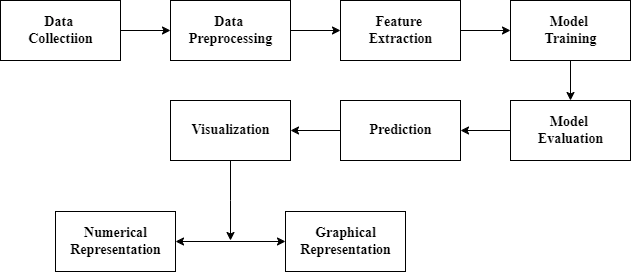 Data
Collectiion
Data
Preprocessing
Feature
Extraction
Model
Training
Visualization
Prediction
Model
Evaluation
Numerical
Representation
Graphical
Representation